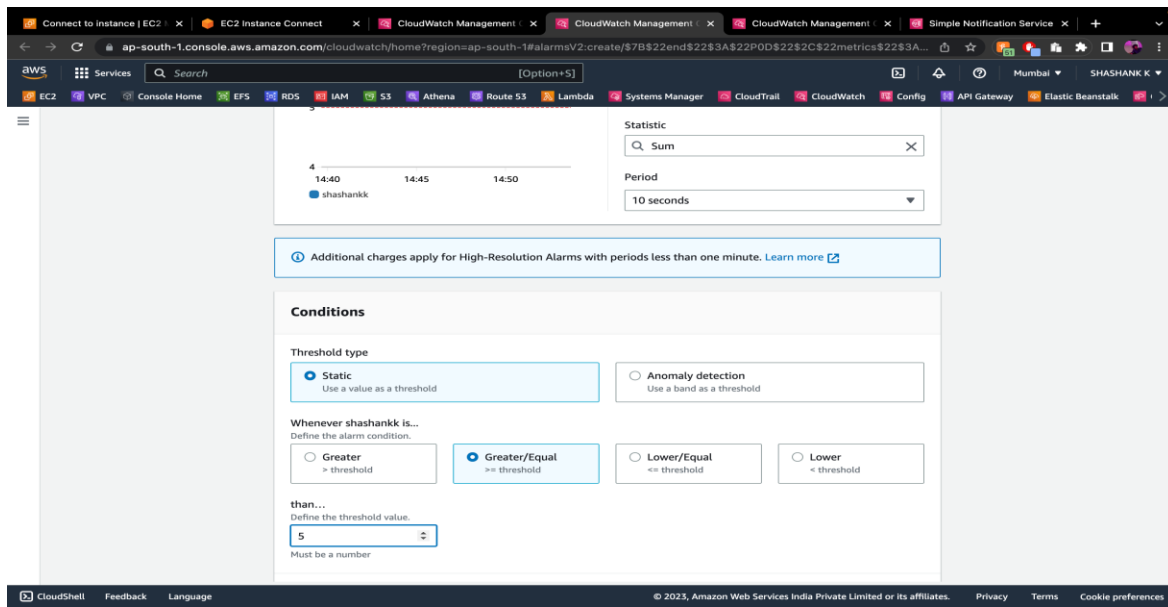 Connect to instance | EC2
EC2 Instance Connect
CloudWatch Management
CloudWatch Management
CloudWatch Management
Simple Notification Service
ap-south-1.console.aws.amazon.com/cloudwatch/home?region=ap-south-1#alarmsV2:create/$7B$22end$22$3A$22P0D$22$2C$22metrics$22$3A...
51
aws
Services
Search
[Option+S]
Mumbai
SHASHANK K
EC2
VPC
Console Home
EFS
RDS
IAM
S3
Athena
Route 53
Lambda
Systems Manager
CloudTrail
CloudWatch
Config
API Gateway
Elastic Beanstalk
4
14:40
14:45
14:50
shashankk
Statistic
Sum
Period
10 seconds
Additional charges apply for High-Resolution Alarms with periods less than one minute. Learn more
Conditions
Threshold type
Static
Use a value as a threshold
Anomaly detection
Use a band as a threshold
Whenever shashankk is...
Define the alarm condition.
Greater
> threshold
Greater/Equal
>= threshold
Lower/Equal
<= threshold
Lower
< threshold
than...
Define the threshold value.
5
Must be a number
CloudShell
Feedback
Language
© 2023, Amazon Web Services India Private Limited or its affiliates.
Privacy
Terms
Cookie preferences